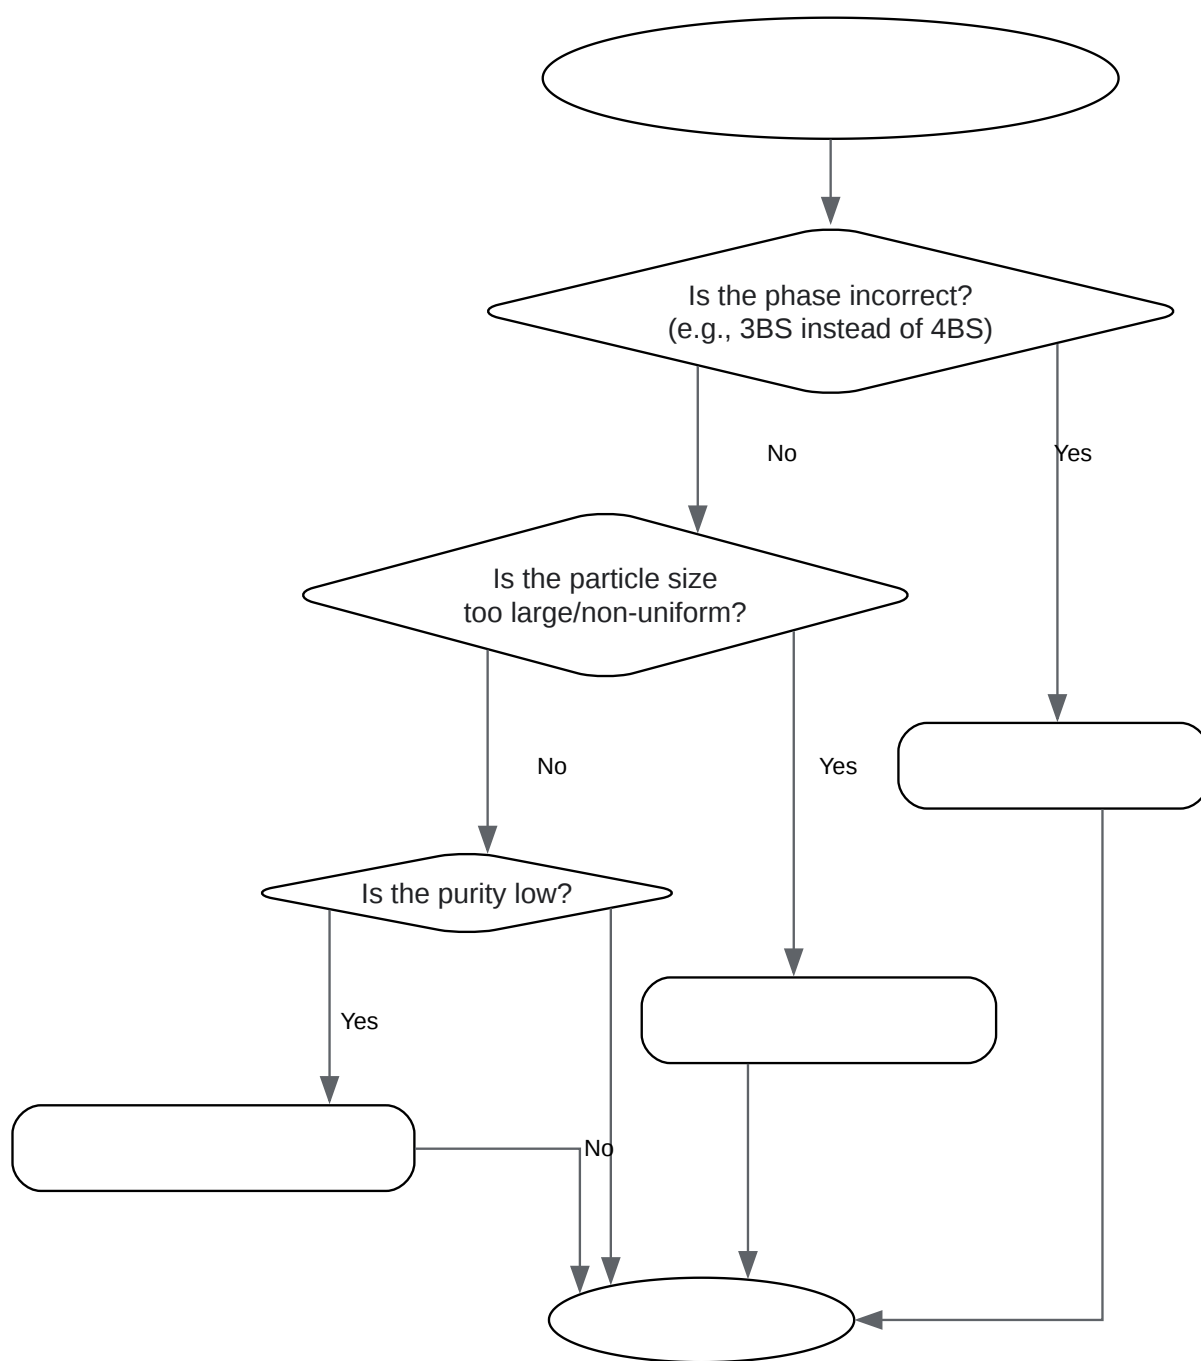 Is the phase incorrect?
(e.g., 3BS instead of 4BS)
No
Yes
Is the particle size
too large/non-uniform?
No
Yes
Is the purity low?
Yes
No